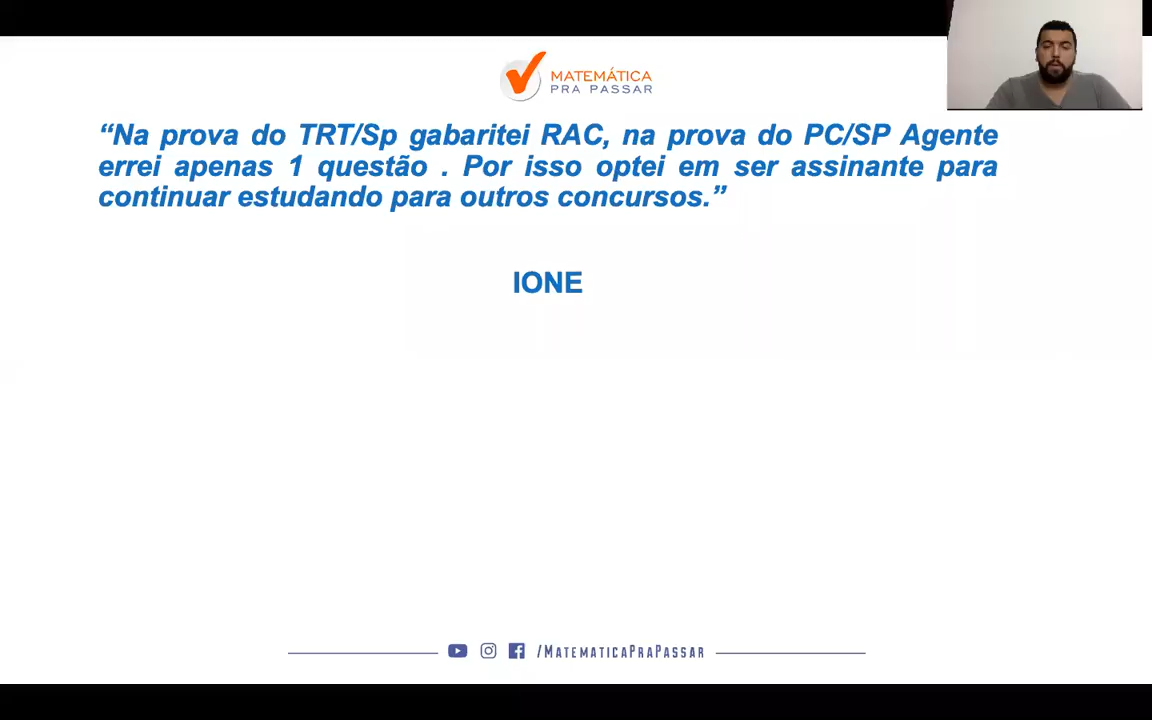 MATEMÁTICA
PRA PASSAR
“Na prova do TRT/Sp gabaritei RAC, na prova do PC/SP Agente
errei apenas 1 questão . Por isso optei em ser assinante para
continuar estudando para outros concursos.”
IONE
/MATEMATICAPRAPASSAR